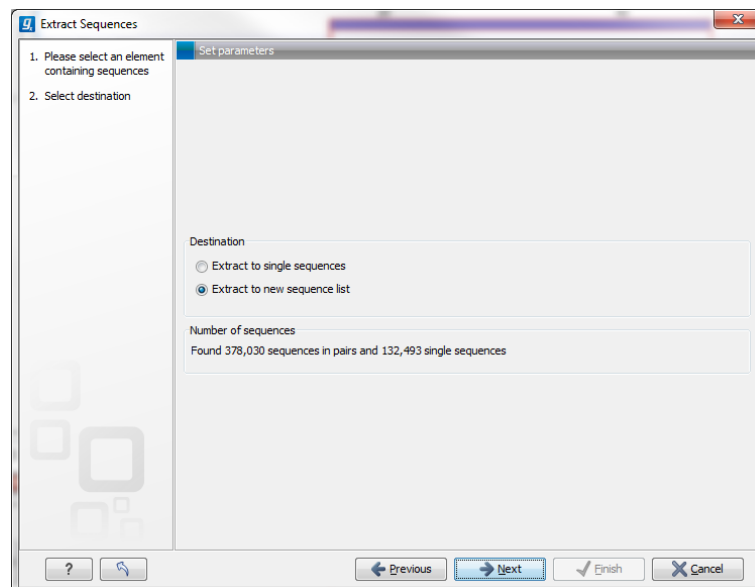 Extract Sequences
1. Please select an element
containing sequences
2. Select destination
Set parameters
Destination
Extract to single sequences
Extract to new sequence list
Number of sequences
Found 378,030 sequences in pairs and 132,493 single sequences
?
Previous
Next
Finish
Cancel